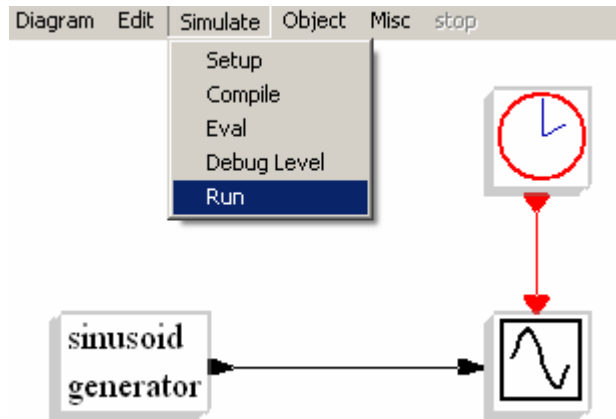 Diagram Edit Simulate Object Misc stop
Setup
Compile
Eval
Debug Level
Run
sinusoid
generator